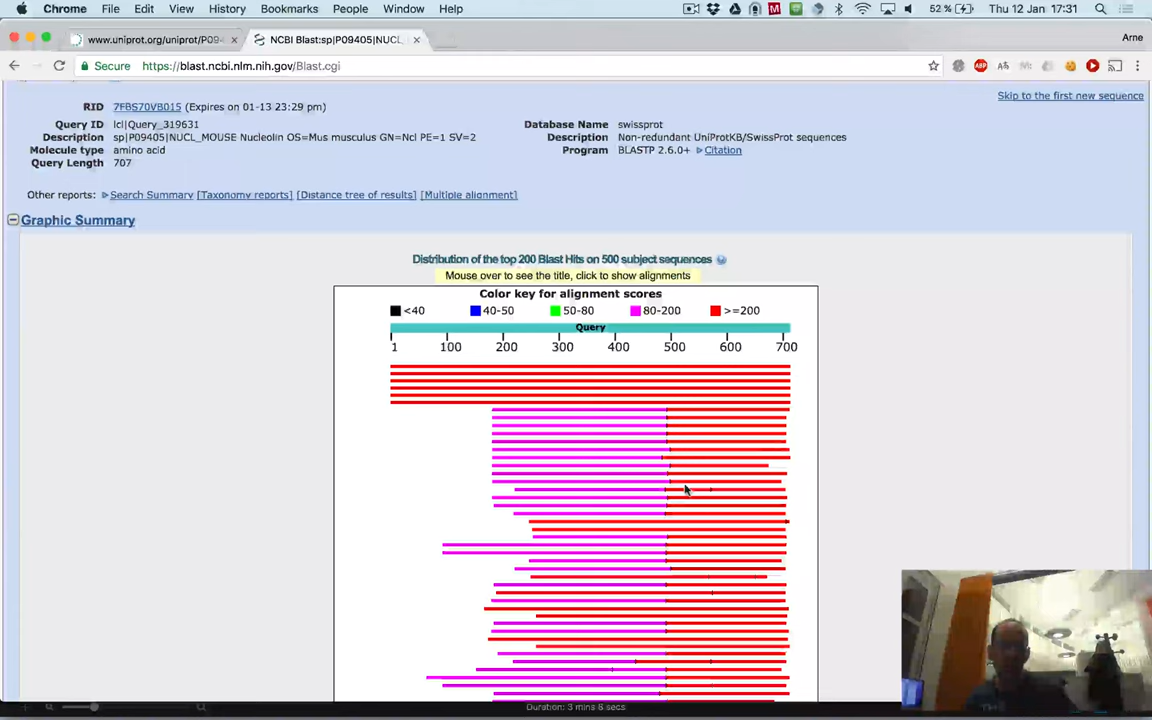 Chrome File Edit View History Bookmarks People Window Help 52 % Thu 12 Jan 17:31
www.uniprot.org/uniprot/P094 NCBI Blast:sp|P09405|NUCL_ Arne
Secure https://blast.ncbi.nlm.nih.gov/Blast.cgi
Skip to the first new sequence
RID 7FBS70VB015 (Expires on 01-13 23:29 pm)
Query ID lcl|Query_319631
Description sp|P09405|NUCL_MOUSE Nucleolin OS=Mus musculus GN=Ncl PE=1 SV=2
Molecule type amino acid
Query Length 707
Database Name swissprot
Description Non-redundant UniProtKB/SwissProt sequences
Program BLASTP 2.6.0+ Citation
Other reports: Search Summary [Taxonomy reports] [Distance tree of results] [Multiple alignment]
Graphic Summary
Distribution of the top 200 Blast Hits on 500 subject sequences
Mouse over to see the title, click to show alignments
Color key for alignment scores
<40 40-50 50-80 80-200 >=200
Query
1 100 200 300 400 500 600 700
Duration: 3 mins 8 secs